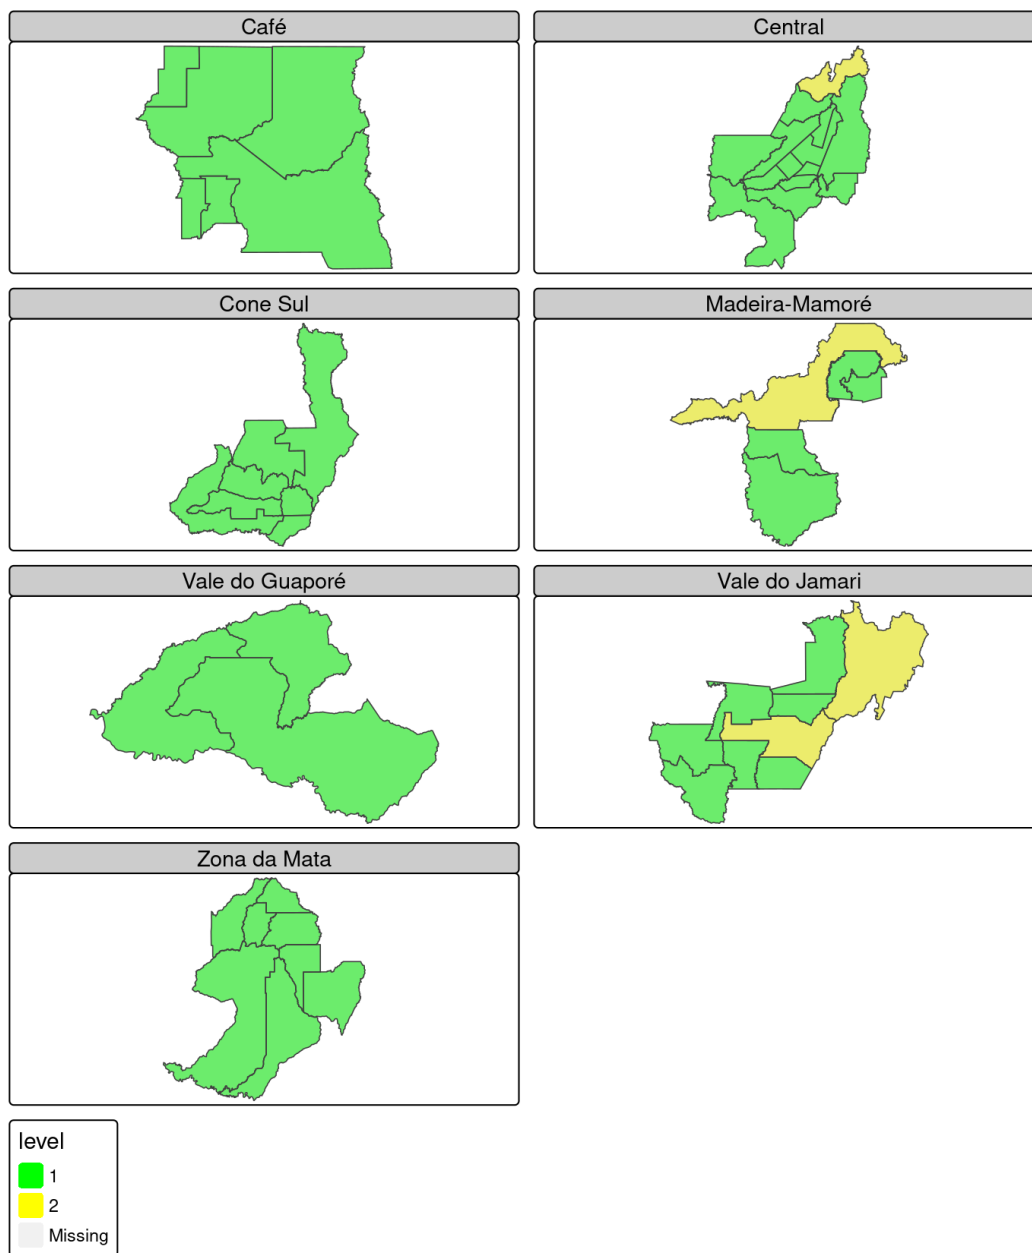 Café
Central
Cone Sul
Madeira-Mamoré
Vale do Guaporé
Vale do Jamari
Zona da Mata
level
1
2
Missing